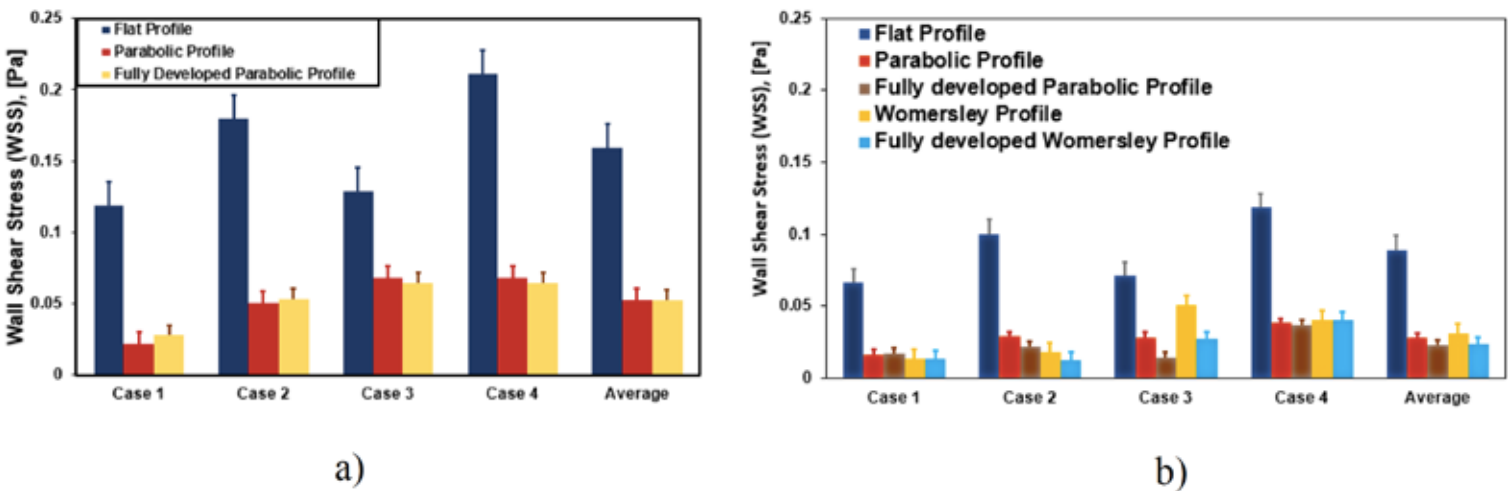 0.25
0.2
0.15
0.1
0.05
0
Wall Shear Stress (WSS), [Pa]
Flat Profile
Parabolic Profile
Fully Developed Parabolic Profile
Case 1
Case 2
Case 3
Case 4
Average
a)
0.25
0.2
0.15
0.1
0.05
0
Wall Shear Stress (WSS), [Pa]
Flat Profile
Parabolic Profile
Fully developed Parabolic Profile
Womersley Profile
Fully developed Womersley Profile
Case 1
Case 2
Case 3
Case 4
Average
b)